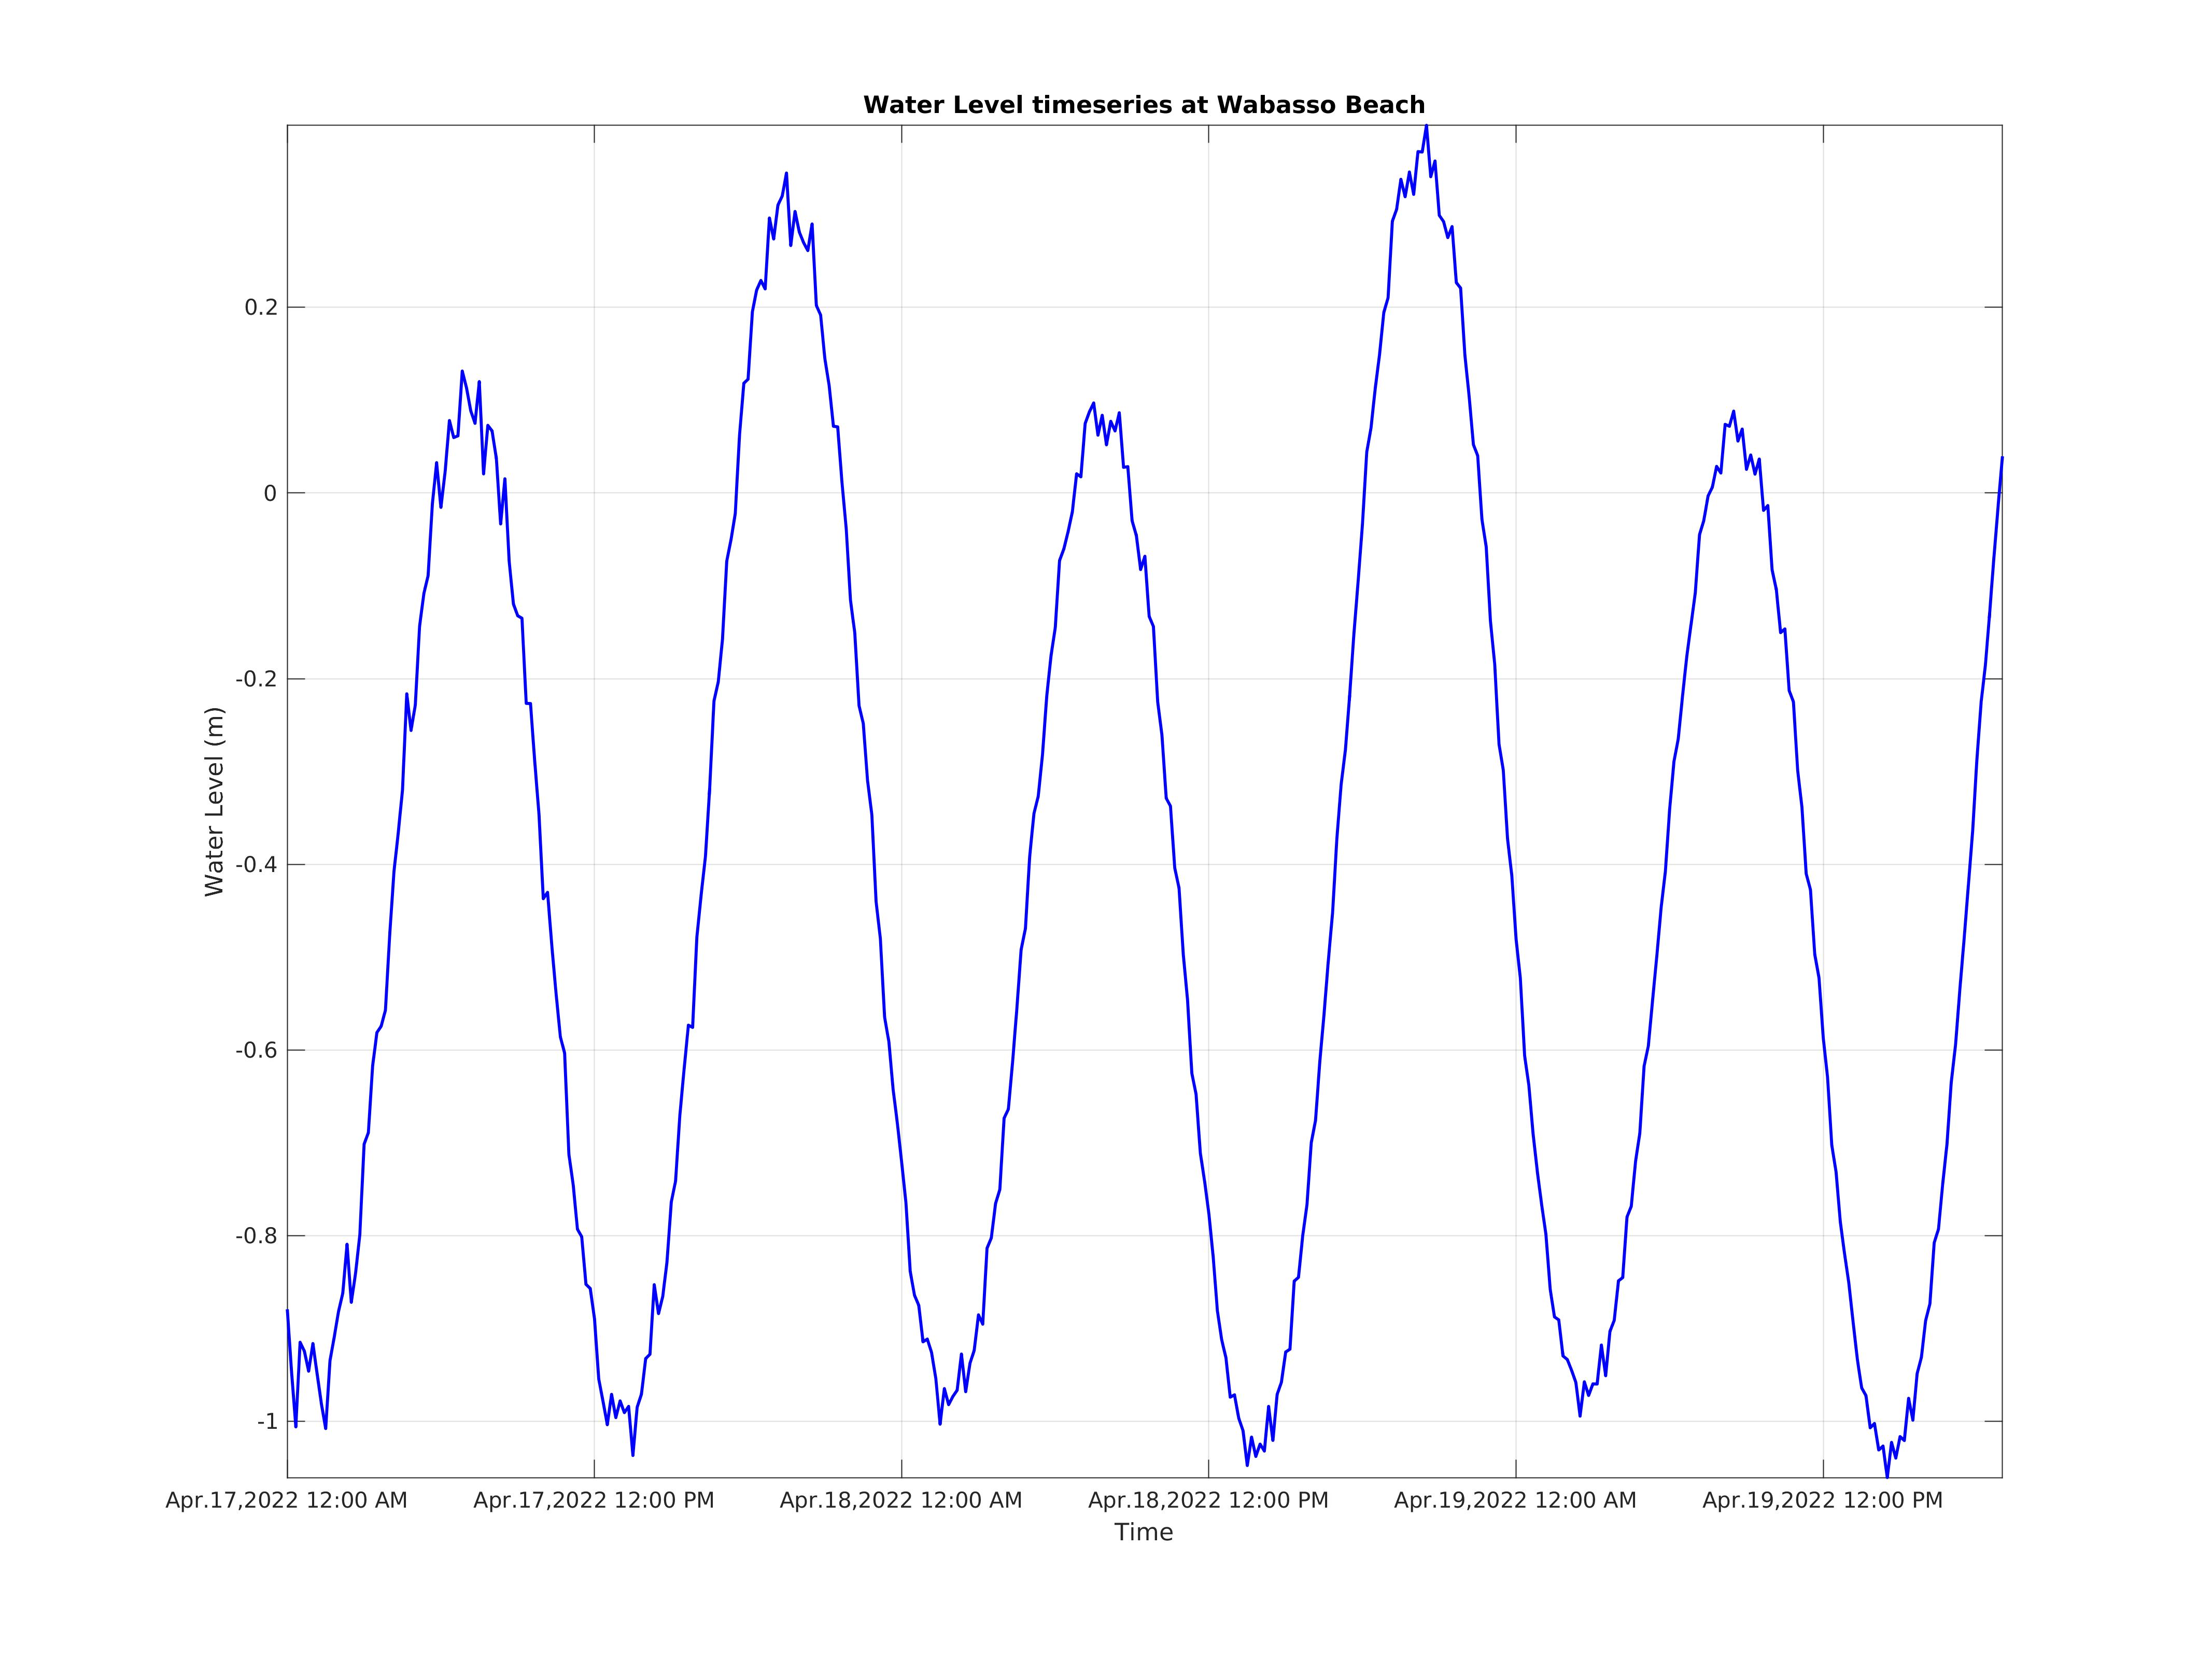 Water Level timeseries at Wabasso Beach
Water Level (m)
0.2
0
-0.2
-0.4
-0.6
-0.8
-1
Apr.17,2022 12:00 AM
Apr.17,2022 12:00 PM
Apr.18,2022 12:00 AM
Apr.18,2022 12:00 PM
Apr.19,2022 12:00 AM
Apr.19,2022 12:00 PM
Time